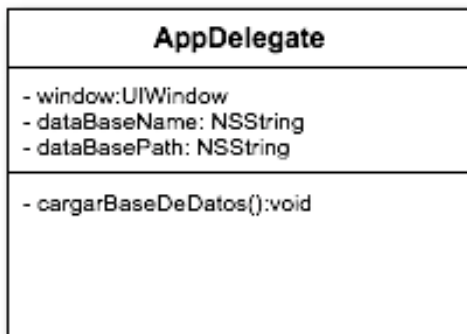 AppDelegate
- window:UIWindow
- dataBaseName: NSString
- dataBasePath: NSString
- cargarBaseDeDatos():void